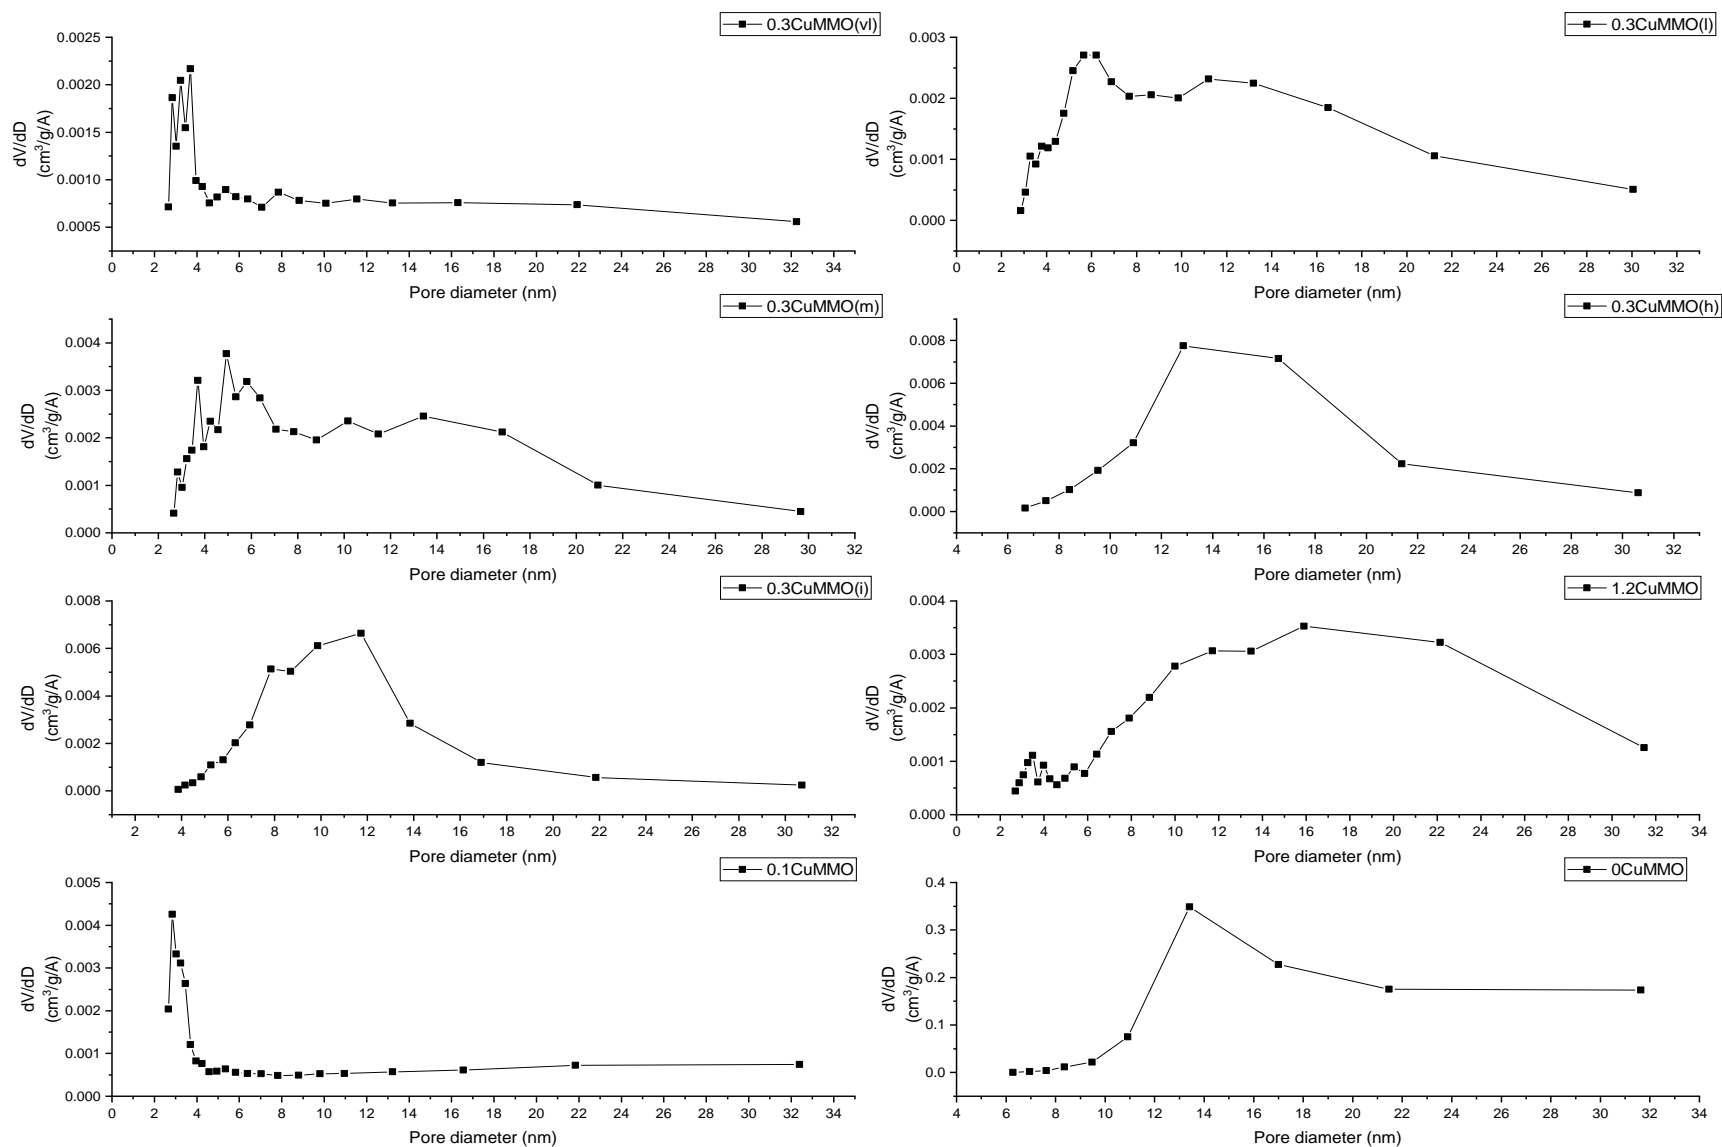 0.3CuMMO(vl)
0.0025
0.0020
0.0015
0.0010
0.0005
dV/dD
(cm³/g/A)
0 2 4 6 8 10 12 14 16 18 20 22 24 26 28 30 32 34
Pore diameter (nm)
0.3CuMMO(l)
0.003
0.002
0.001
0.000
dV/dD
(cm³/g/A)
0 2 4 6 8 10 12 14 16 18 20 22 24 26 28 30 32
Pore diameter (nm)
0.3CuMMO(m)
0.004
0.003
0.002
0.001
0.000
dV/dD
(cm³/g/A)
0 2 4 6 8 10 12 14 16 18 20 22 24 26 28 30 32
Pore diameter (nm)
0.3CuMMO(h)
0.008
0.006
0.004
0.002
0.000
dV/dD
(cm³/g/A)
4 6 8 10 12 14 16 18 20 22 24 26 28 30 32
Pore diameter (nm)
0.3CuMMO(i)
0.008
0.006
0.004
0.002
0.000
dV/dD
(cm³/g/A)
2 4 6 8 10 12 14 16 18 20 22 24 26 28 30 32
Pore diameter (nm)
1.2CuMMO
0.004
0.003
0.002
0.001
0.000
dV/dD
(cm³/g/A)
0 2 4 6 8 10 12 14 16 18 20 22 24 26 28 30 32 34
Pore diameter (nm)
0.1CuMMO
0.005
0.004
0.003
0.002
0.001
0.000
dV/dD
(cm³/g/A)
0 2 4 6 8 10 12 14 16 18 20 22 24 26 28 30 32 34
Pore diameter (nm)
0CuMMO
0.4
0.3
0.2
0.1
0.0
dV/dD
(cm³/g/A)
4 6 8 10 12 14 16 18 20 22 24 26 28 30 32 34
Pore diameter (nm)